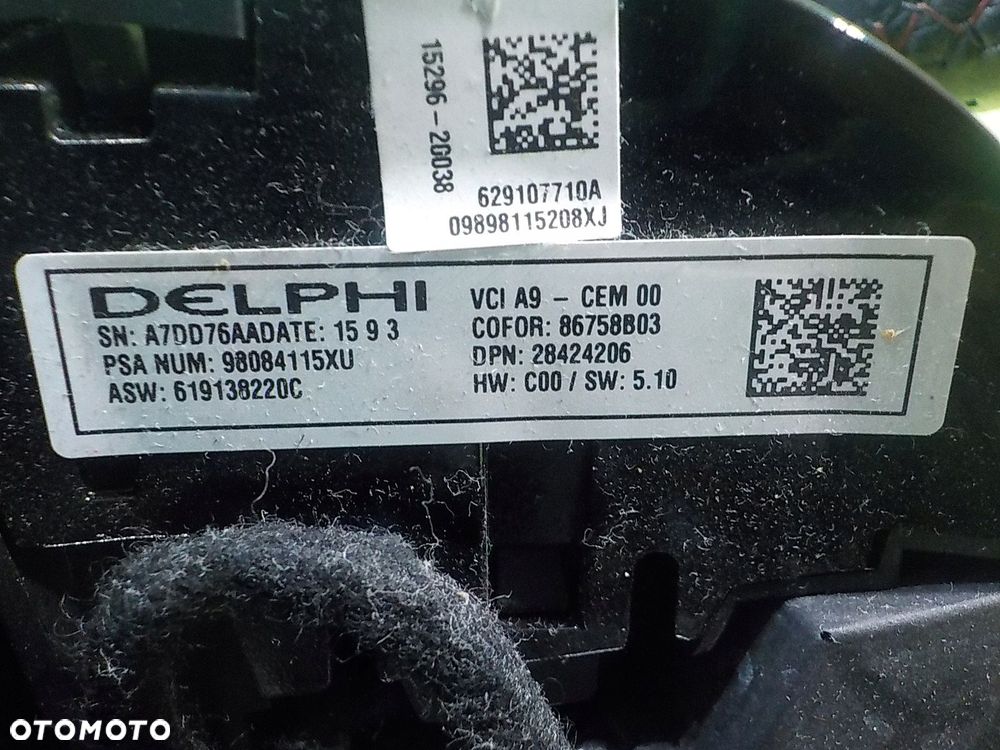 15296-20038
629107710A
09898115208XJ
DELPHI
SN: A7DD76AADATE: 15 9 3
PSA NUM: 98084115XU
ASW: 619138220C
VCI A9 - CEM 00
COFOR: 86758B03
DPN: 28424206
HW: C00 / SW: 5.10
OTOMOTO